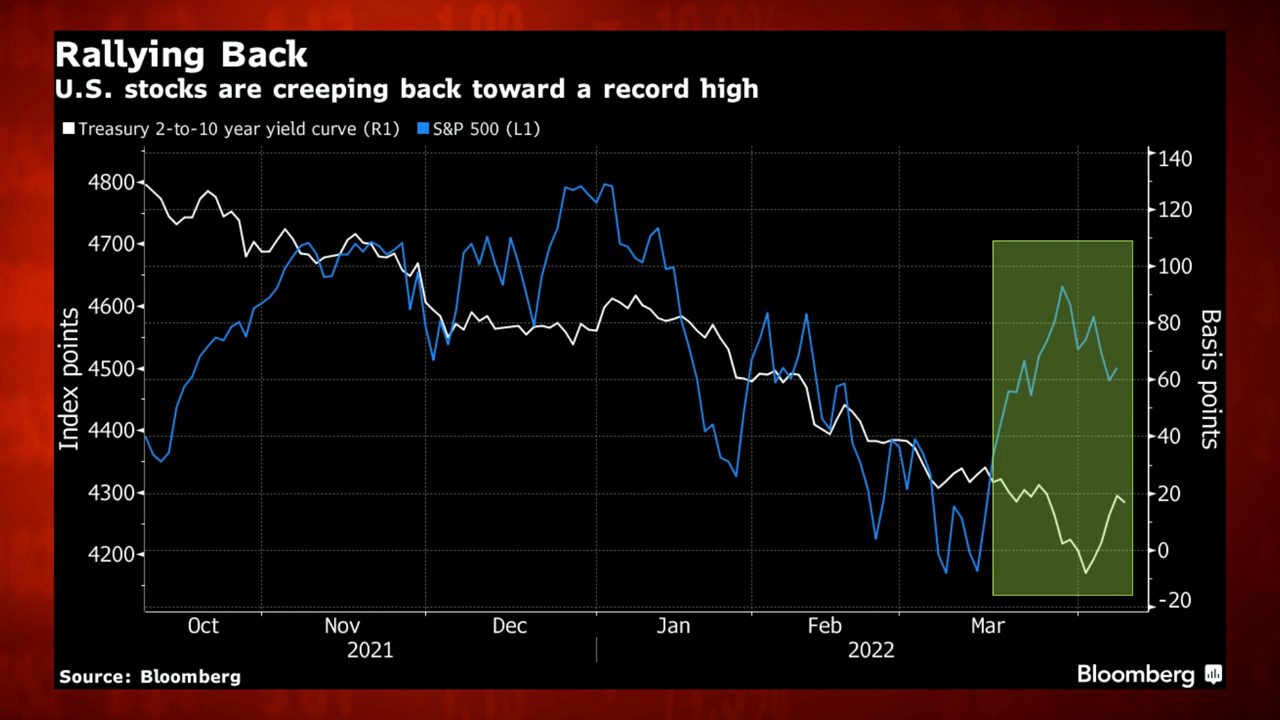 Rallying Back
U.S. stocks are creeping back toward a record high
Treasury 2-to-10 year yield curve (R1) S&P 500 (L1)
Index points
4800
4700
4600
4500
4400
4300
4200
140
120
100
80
60
40
20
0
-20
Basis points
Oct Nov Dec Jan Feb Mar
2021 2022
Source: Bloomberg
Bloomberg